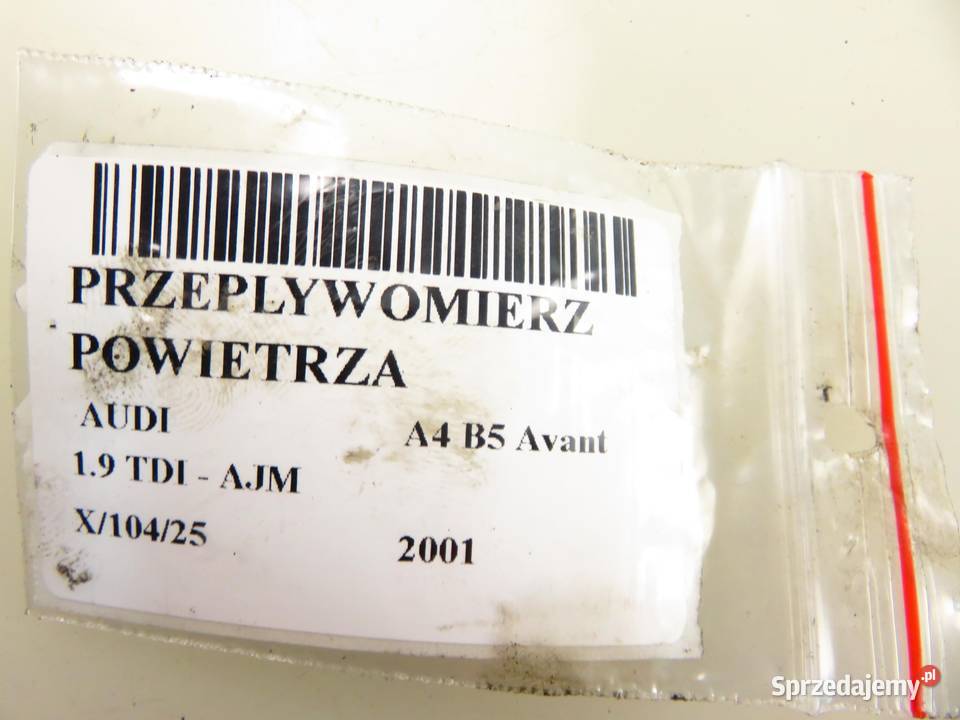 PRZEPLYWOMIERZ
POWIETRZA
AUDI A4 B5 Avant
1.9 TDI - AJM
X/104/25 2001
Sprzedajemy.pl